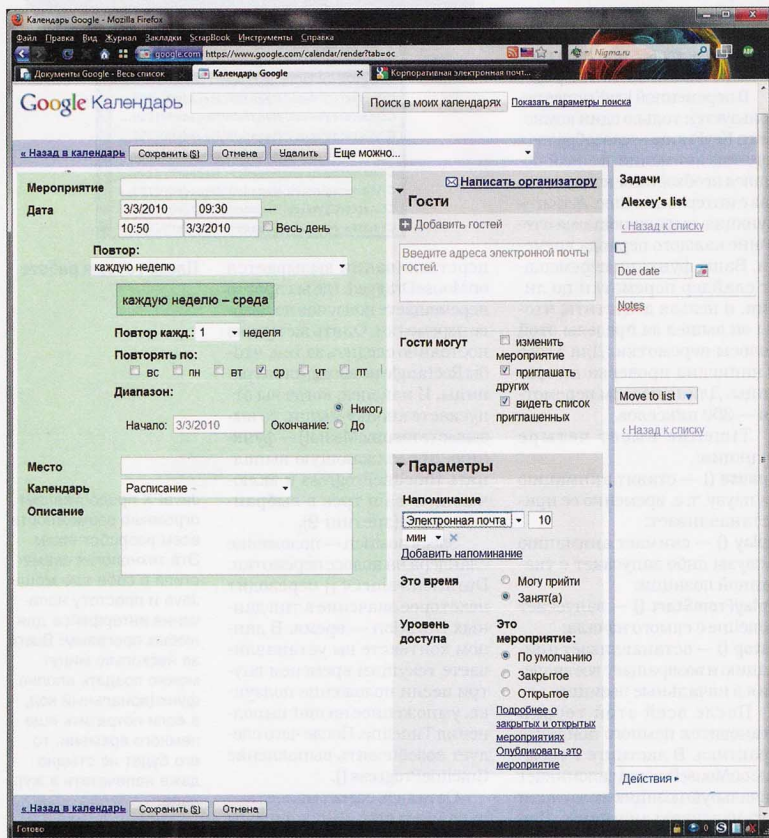 Календарь Google - Mozilla Firefox
Файл Правка Вид Журнал Закладки ScrapBook Инструменты Справка
google.com https://www.google.com/calendar/render?tab=oc
Nigma.ru
Документы Google - Весь список
Календарь Google
Корпоративная электронная почт...
Google Календарь
Поиск в моих календарях
Показать параметры поиска
« Назад в календарь
Сохранить (S)
Отмена
Удалить
Еще можно...
Мероприятие
Дата
3/3/2010 09:30 —
10:50 3/3/2010 Весь день
Повтор:
каждую неделю
каждую неделю – среда
Повтор кажд.: 1 неделя
Повторять по:
вс пн вт ср чт пт
Диапазон:
Никог
Начало: 3/3/2010 Окончание: До
Место
Календарь Расписание
Описание
Написать организатору
Гости
Добавить гостей
Введите адреса электронной почты
гостей.
Гости могут
изменить
мероприятие
приглашать
других
видеть список
приглашенных
Параметры
Напоминание
Электронная почта 10
мин ×
Добавить напоминание
Это время
Могу прийти
Занят(а)
Уровень
доступа
Это
мероприятие:
По умолчанию
Закрытое
Открытое
Подробнее о
закрытых и открытых
мероприятиях
Опубликовать это
мероприятие
Задачи
Alexey's list
‹ Назад к списку
Due date
Notes
Move to list
‹ Назад к списку
Действия
« Назад в календарь
Сохранить (S)
Отмена
Готово
0